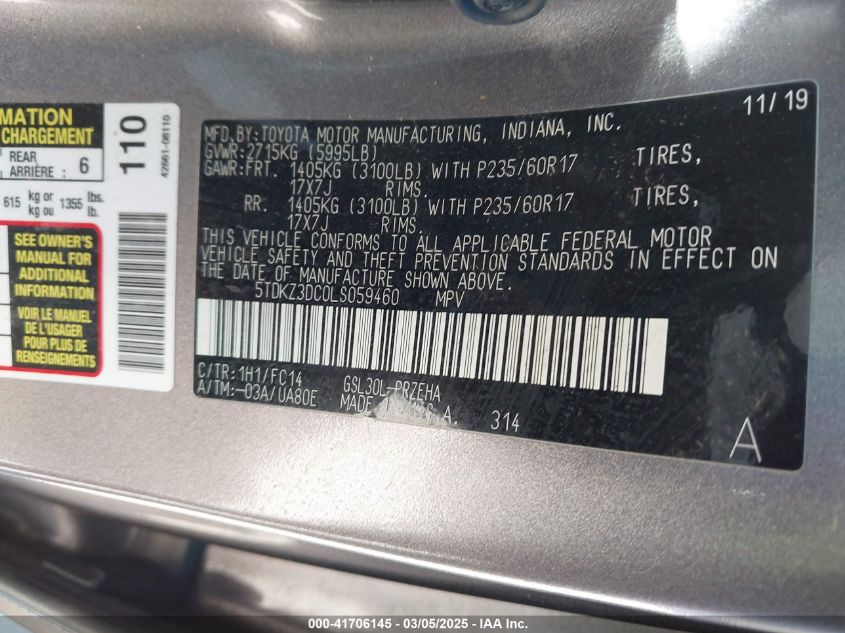 MATION
CHARGEMENT
REAR
ARRIÈRE : 6
615 kg or kg ou 1355 lbs. lb.
SEE OWNER'S
MANUAL FOR
ADDITIONAL
INFORMATION
VOIR LE MANUEL
DE L'USAGER
POUR PLUS DE
RENSEIGNEMENTS
110
42661-08110
11/19
MFD.BY:TOYOTA MOTOR MANUFACTURING, INDIANA, INC.
GVWR:2715KG (5995LB)
GAWR:FRT. 1405KG (3100LB) WITH P235/60R17 TIRES,
17X7J RIMS.
RR. 1405KG (3100LB) WITH P235/60R17 TIRES,
17X7J RIMS.
THIS VEHICLE CONFORMS TO ALL APPLICABLE FEDERAL MOTOR
VEHICLE SAFETY AND THEFT PREVENTION STANDARDS IN EFFECT ON
THE DATE OF MANUFACTURE SHOWN ABOVE.
5TDKZ3DC0LS059460 MPV
C/TR:1H1/FC14 GSL30L-PRZEHA
A/TM:-03A/UA80E MADE U.S.A. 314
A
000-41706145 - 03/05/2025 - IAA Inc.